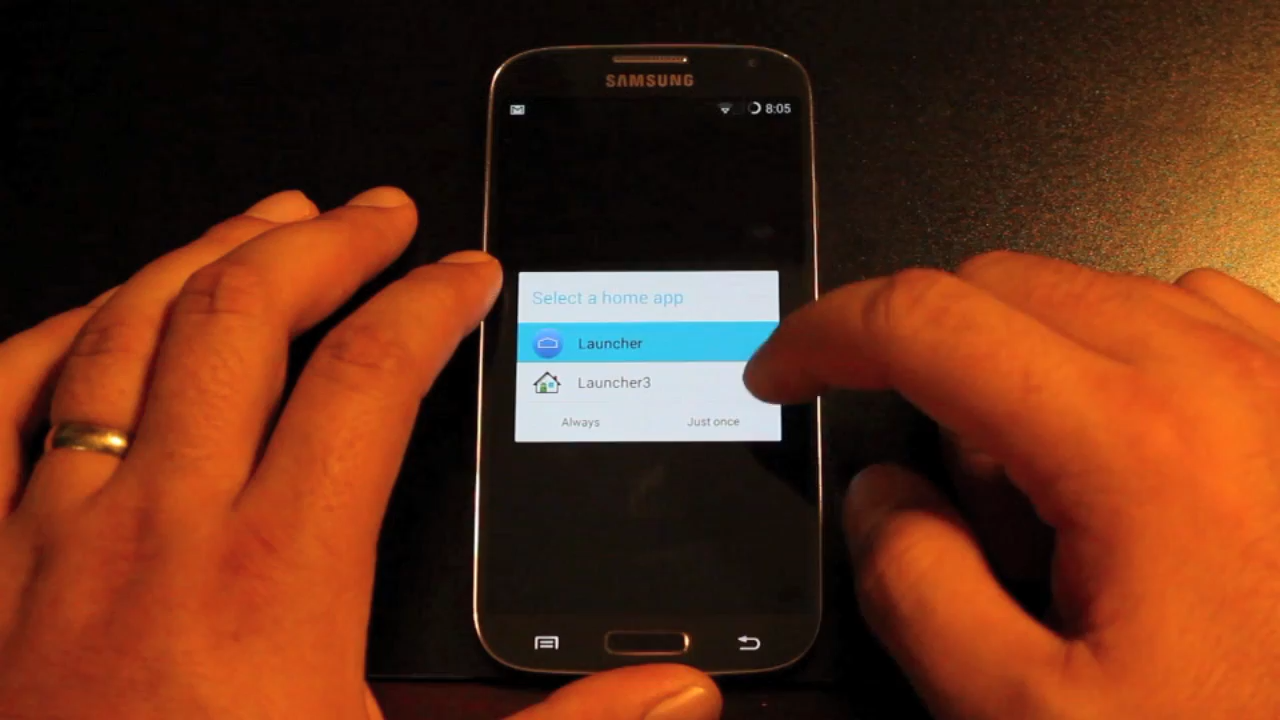 SAMSUNG
8:05
Select a home app
Launcher
Launcher3
Always
Just once